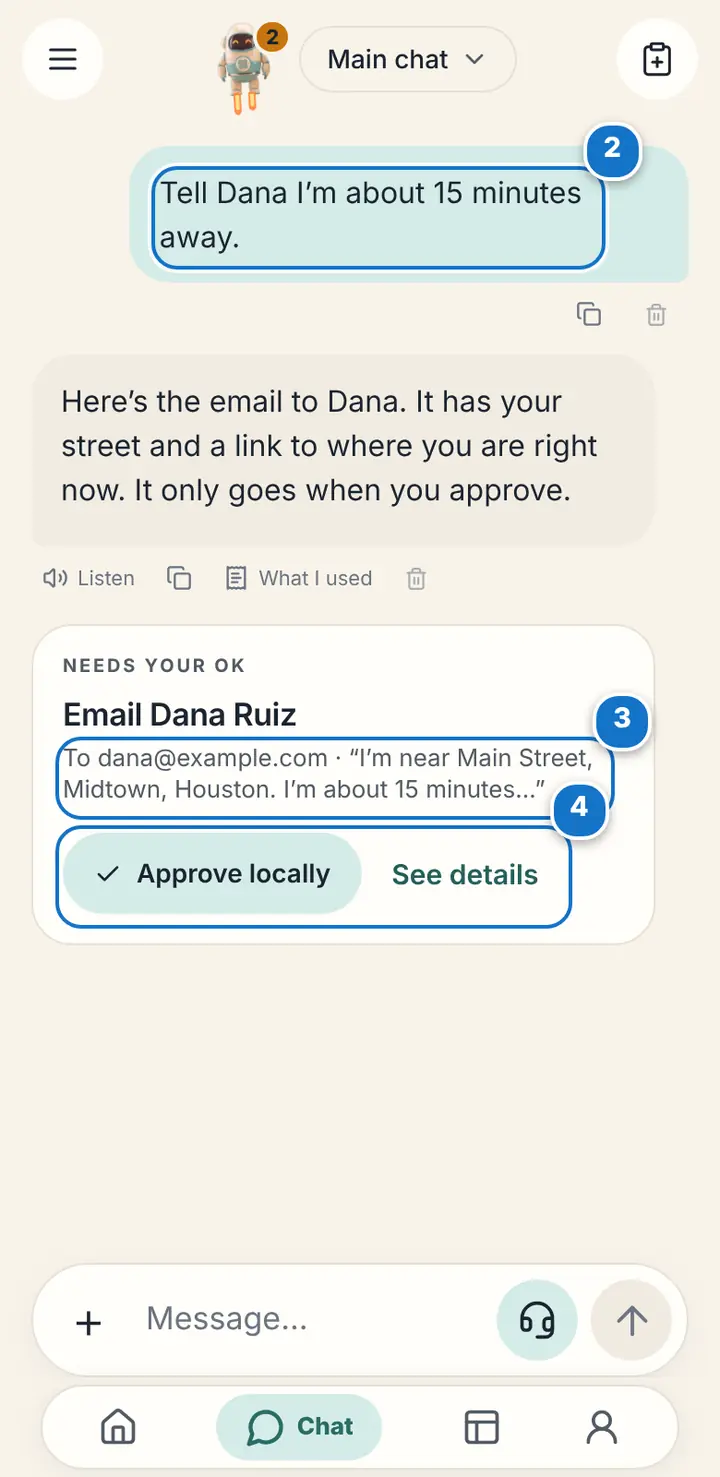 2
Main chat
2
Tell Dana I’m about 15 minutes
away.
Here’s the email to Dana. It has your
street and a link to where you are right
now. It only goes when you approve.
Listen
What I used
NEEDS YOUR OK
Email Dana Ruiz
3
To dana@example.com · “I’m near Main Street,
Midtown, Houston. I’m about 15 minutes…”
4
Approve locally
See details
Message...
Chat